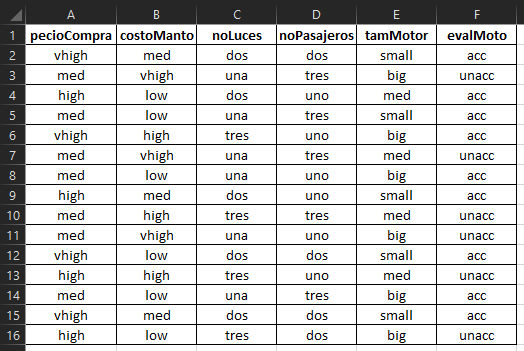 A B C D E F
1 pecioCompra costoManto noLuces noPasajeros tamMotor evalMoto
2 vhigh med dos dos small acc
3 med vhigh una tres big unacc
4 high low dos uno med acc
5 med low una tres small acc
6 vhigh high tres uno big acc
7 med vhigh una tres med unacc
8 med low una uno big acc
9 high med dos uno small acc
10 med high tres tres med unacc
11 med vhigh una uno big unacc
12 vhigh low dos dos small acc
13 high high tres uno med unacc
14 med low una tres big acc
15 vhigh med dos dos small acc
16 high low tres dos big unacc